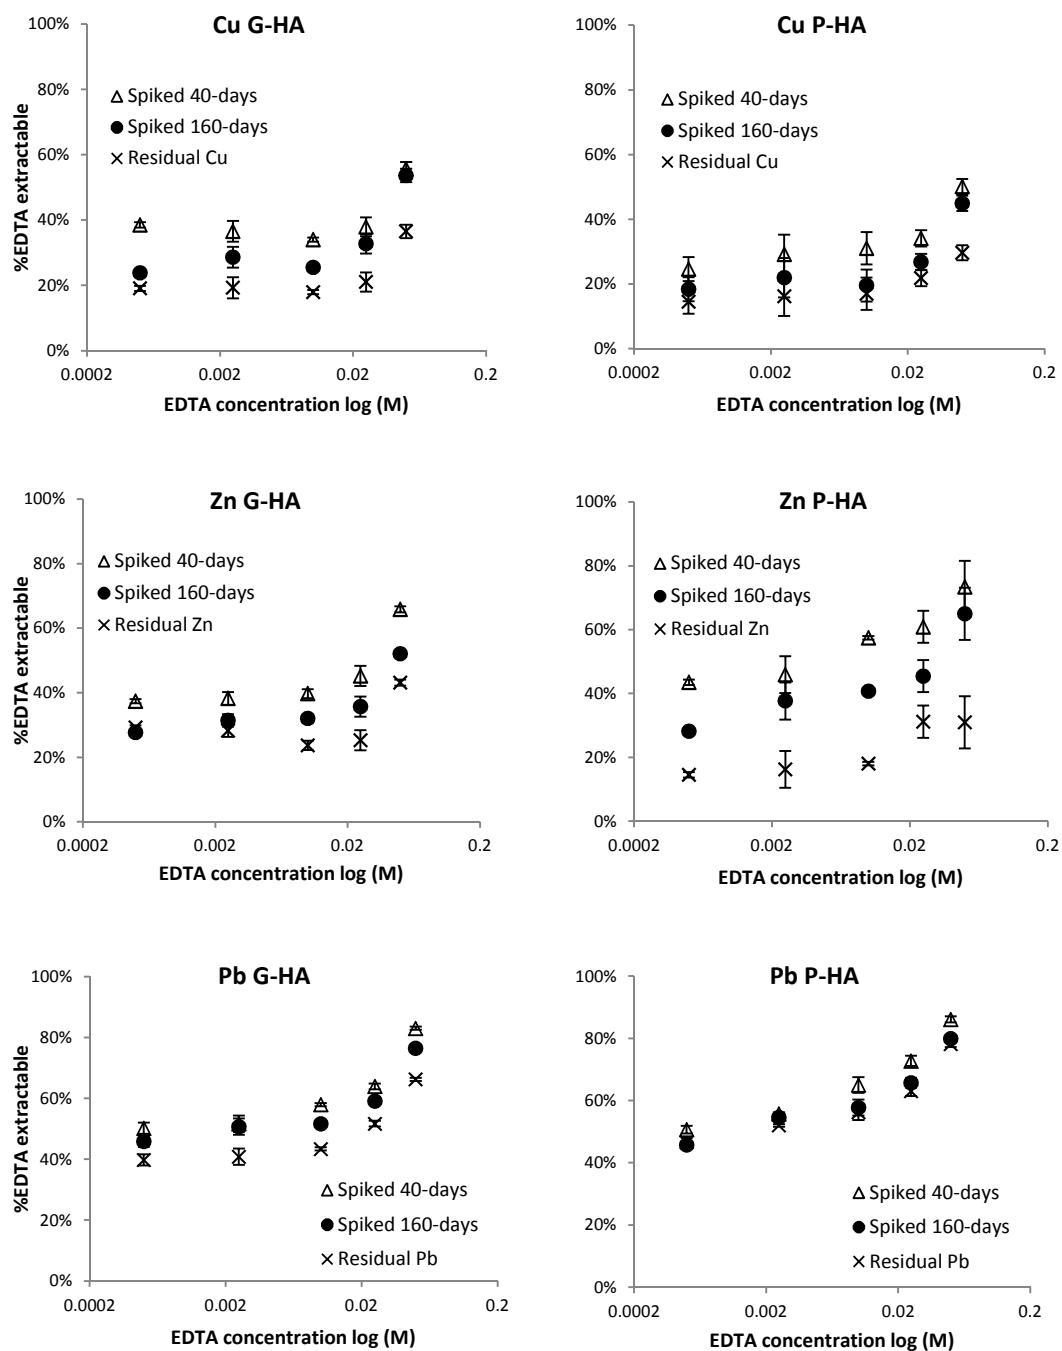 Cu G-HA
100%
80%
60%
40%
20%
0%
%EDTA extractable
Spiked 40-days
Spiked 160-days
Residual Cu
0.0002
0.002
0.02
0.2
EDTA concentration log (M)
Cu P-HA
100%
80%
60%
40%
20%
0%
Spiked 40-days
Spiked 160-days
Residual Cu
0.0002
0.002
0.02
0.2
EDTA concentration log (M)
Zn G-HA
100%
80%
60%
40%
20%
0%
%EDTA extractable
Spiked 40-days
Spiked 160-days
Residual Zn
0.0002
0.002
0.02
0.2
EDTA concentration log (M)
Zn P-HA
100%
80%
60%
40%
20%
0%
Spiked 40-days
Spiked 160-days
Residual Zn
0.0002
0.002
0.02
0.2
EDTA concentration log (M)
Pb G-HA
100%
80%
60%
40%
20%
0%
%EDTA extractable
Spiked 40-days
Spiked 160-days
Residual Pb
0.0002
0.002
0.02
0.2
EDTA concentration log (M)
Pb P-HA
100%
80%
60%
40%
20%
0%
Spiked 40-days
Spiked 160-days
Residual Pb
0.0002
0.002
0.02
0.2
EDTA concentration log (M)